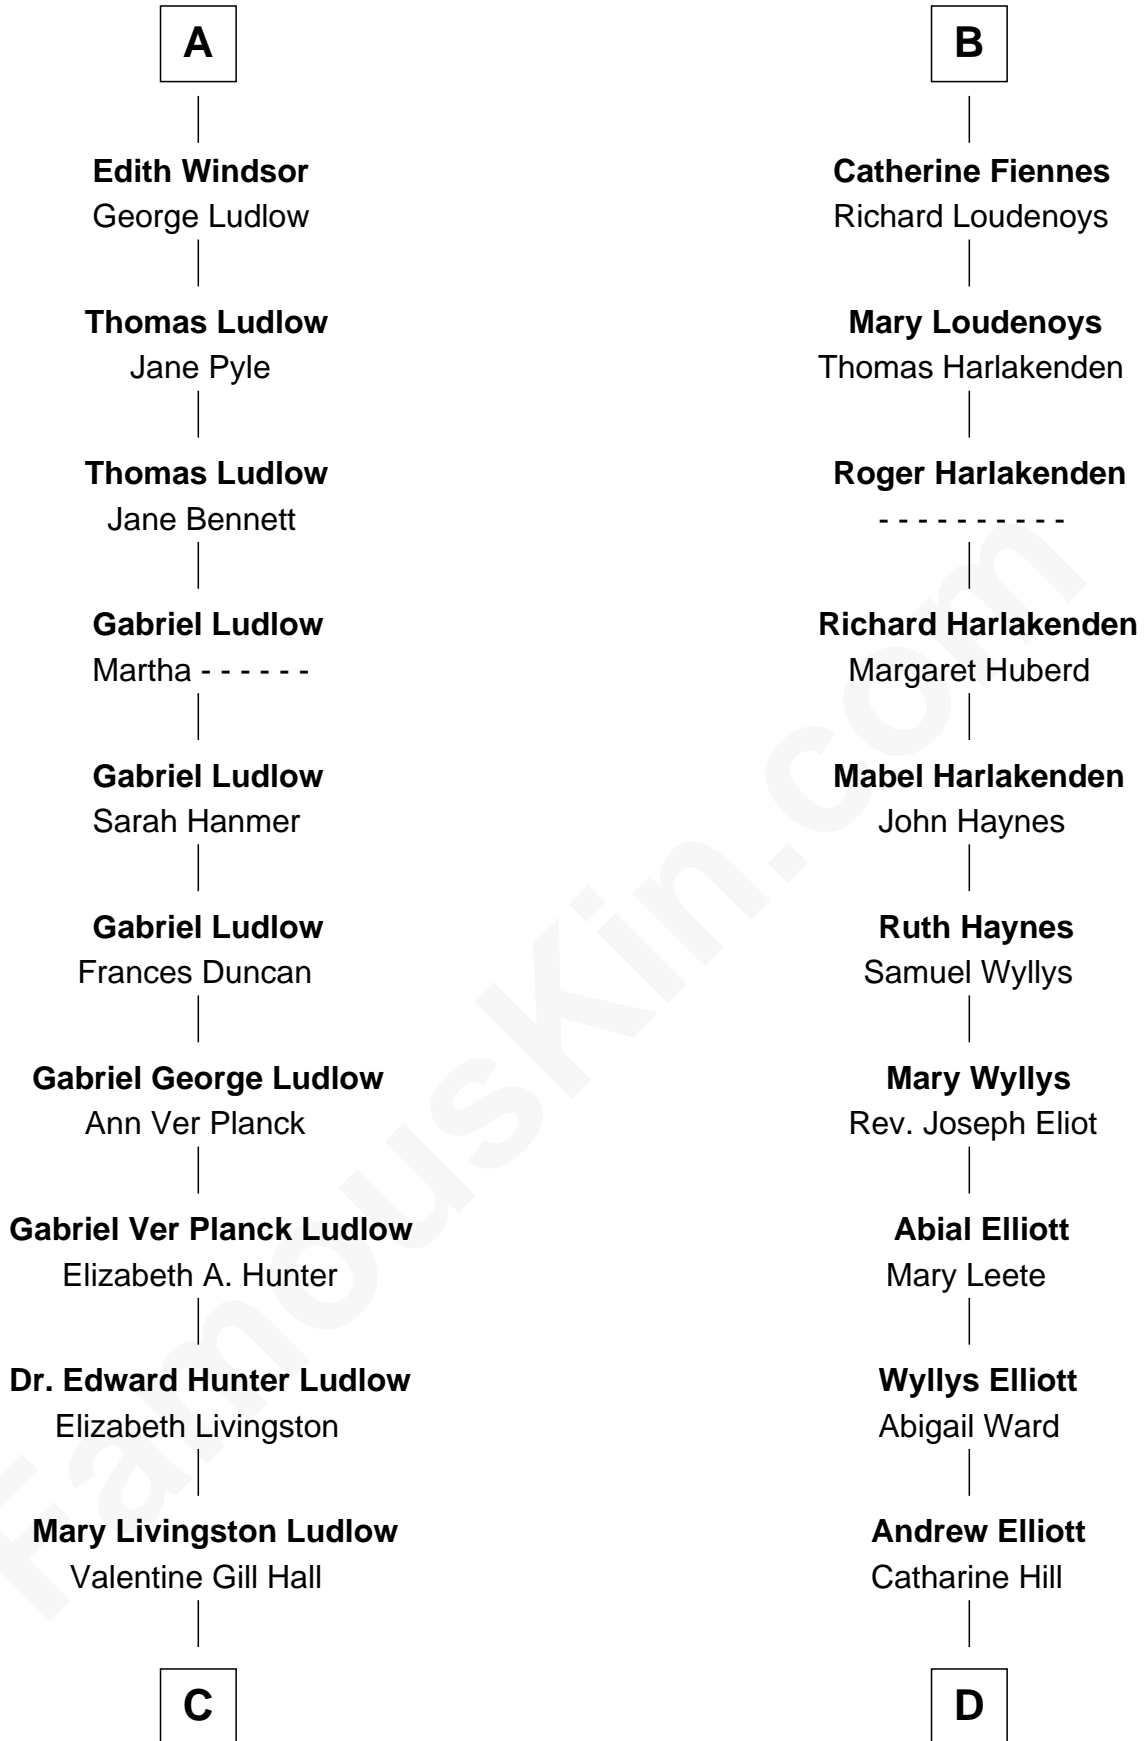 A
Edith Windsor
George Ludlow
Thomas Ludlow
Jane Pyle
Thomas Ludlow
Jane Bennett
Gabriel Ludlow
Martha - - - - - -
Gabriel Ludlow
Sarah Hanmer
Gabriel Ludlow
Frances Duncan
Gabriel George Ludlow
Ann Ver Planck
Gabriel Ver Planck Ludlow
Elizabeth A. Hunter
Dr. Edward Hunter Ludlow
Elizabeth Livingston
Mary Livingston Ludlow
Valentine Gill Hall
C
B
Catherine Fiennes
Richard Loudenoys
Mary Loudenoys
Thomas Harlakenden
Roger Harlakenden
- - - - - - - - - -
Richard Harlakenden
Margaret Huberd
Mabel Harlakenden
John Haynes
Ruth Haynes
Samuel Wyllys
Mary Wyllys
Rev. Joseph Eliot
Abial Elliott
Mary Leete
Wyllys Elliott
Abigail Ward
Andrew Elliott
Catharine Hill
D
FamousKin.com